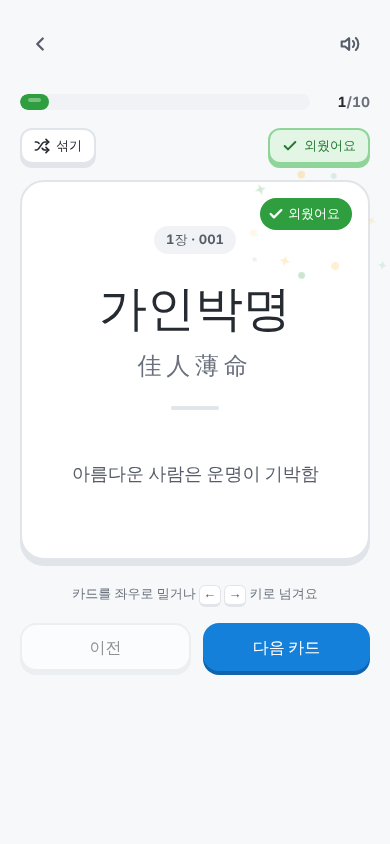 1/10
섞기
외웠어요
외웠어요
1장 · 001
가인박명
佳人薄命
아름다운 사람은 운명이 기박함
카드를 좌우로 밀거나 ← → 키로 넘겨요
이전
다음 카드